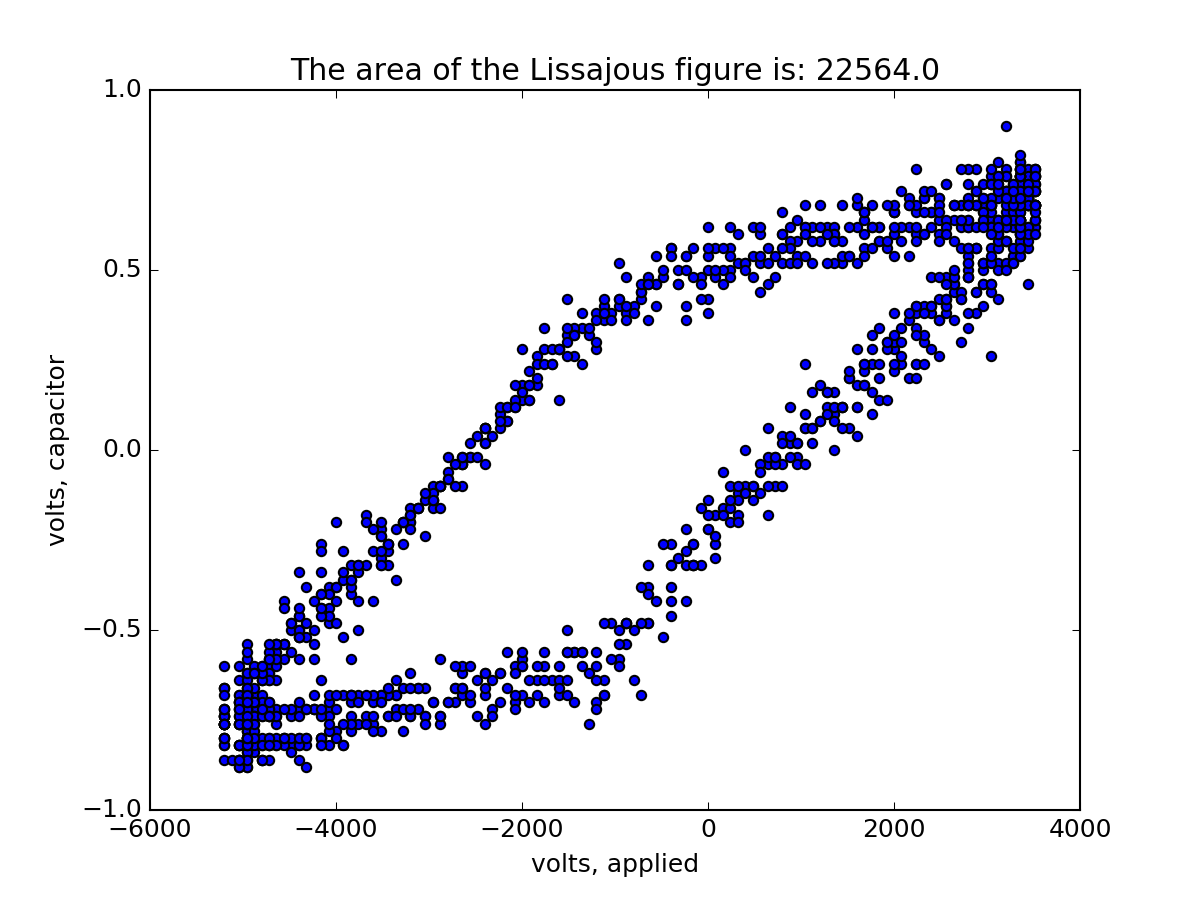 The area of the Lissajous figure is: 22564.0
1.0
0.5
0.0
−0.5
−1.0
volts, capacitor
−6000 −4000 −2000 0 2000 4000
volts, applied